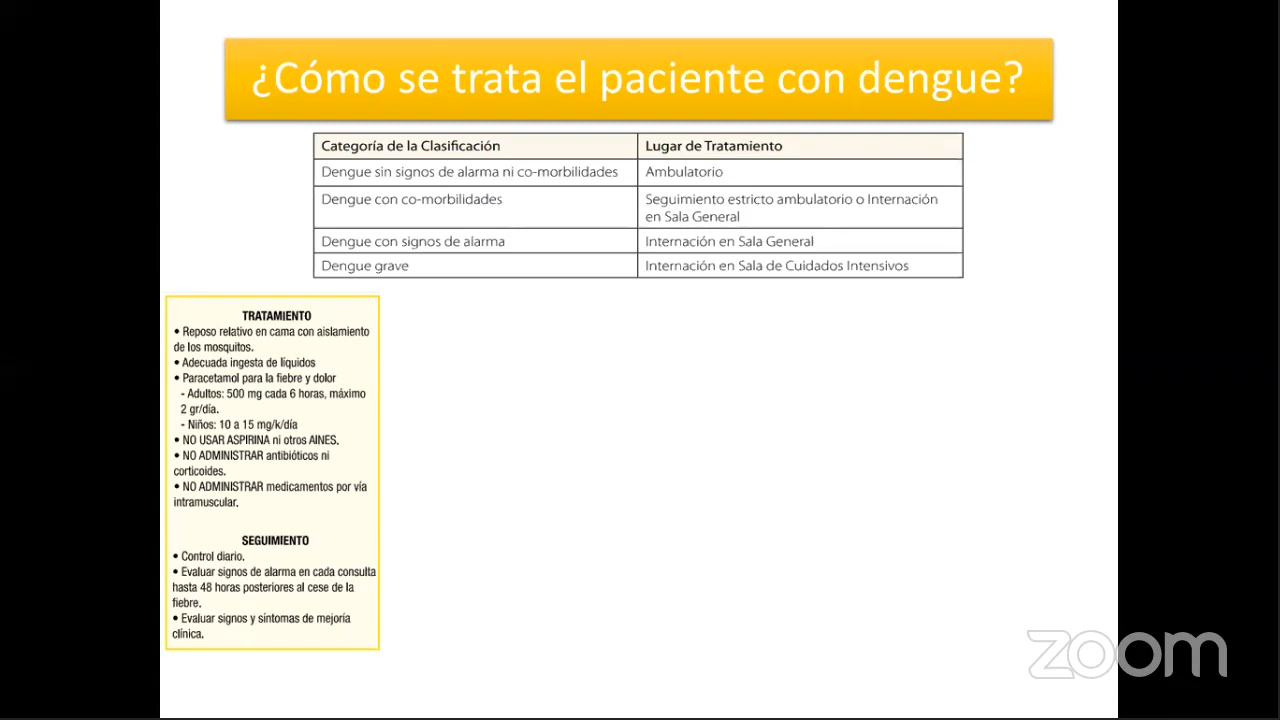 ¿Cómo se trata el paciente con dengue?
Categoría de la Clasificación Lugar de Tratamiento
Dengue sin signos de alarma ni co-morbilidades Ambulatorio
Dengue con co-morbilidades Seguimiento estricto ambulatorio o Internación
en Sala General
Dengue con signos de alarma Internación en Sala General
Dengue grave Internación en Sala de Cuidados Intensivos
TRATAMIENTO
• Reposo relativo en cama con aislamiento
de los mosquitos.
• Adecuada ingesta de líquidos
• Paracetamol para la fiebre y dolor
- Adultos: 500 mg cada 6 horas, máximo
2 gr/día.
- Niños: 10 a 15 mg/k/día
• NO USAR ASPIRINA ni otros AINES.
• NO ADMINISTRAR antibióticos ni
corticoides.
• NO ADMINISTRAR medicamentos por vía
intramuscular.
SEGUIMIENTO
• Control diario.
• Evaluar signos de alarma en cada consulta
hasta 48 horas posteriores al cese de la
fiebre.
• Evaluar signos y síntomas de mejoría
clínica.
zoom